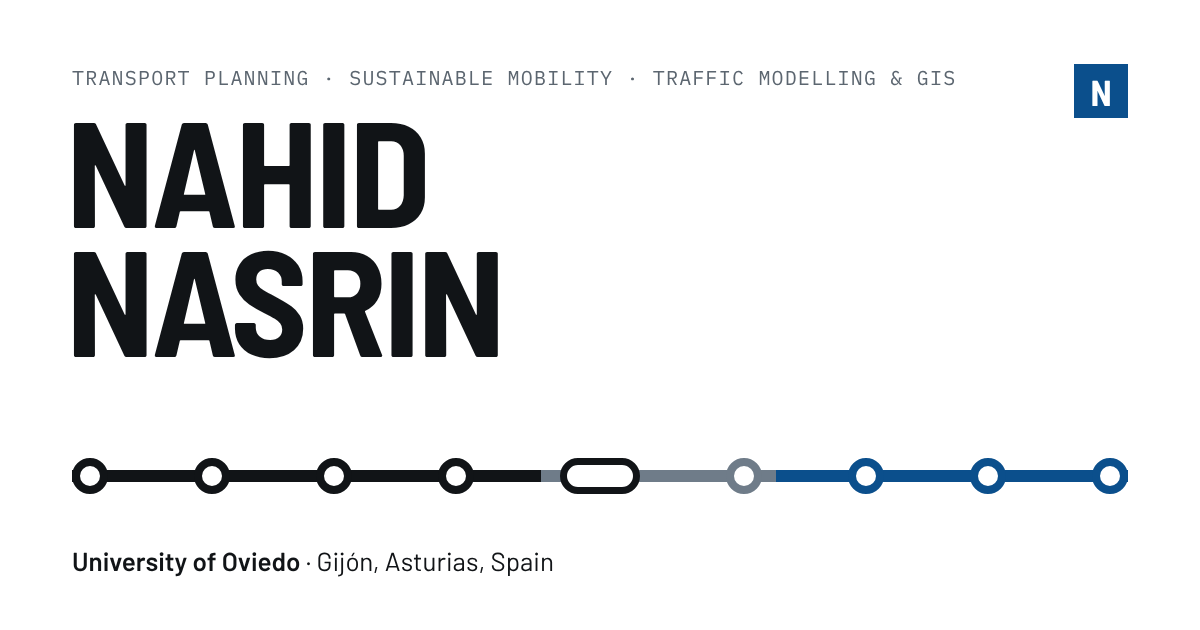 TRANSPORT PLANNING · SUSTAINABLE MOBILITY · TRAFFIC MODELLING & GIS
N
NAHID
NASRIN
University of Oviedo · Gijón, Asturias, Spain